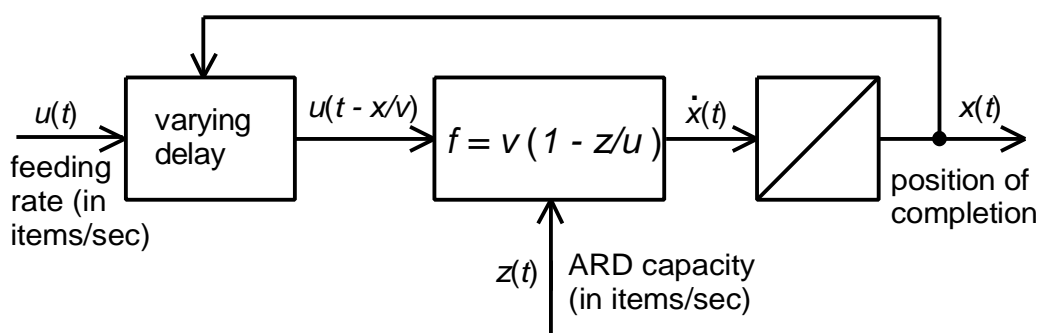 u(t)
feeding
rate (in
items/sec)
varying
delay
u(t - x/v)
f = v ( 1 - z/u )
z(t)
ARD capacity
(in items/sec)
ẋ(t)
x(t)
position of
completion